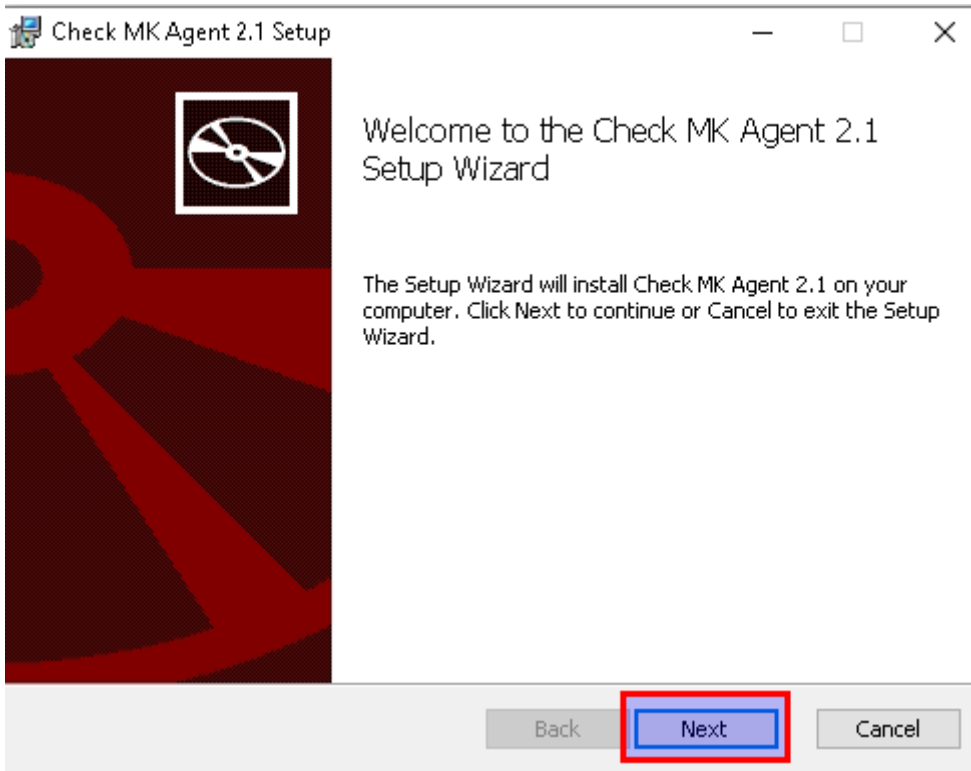 Check MK Agent 2.1 Setup
Welcome to the Check MK Agent 2.1
Setup Wizard
The Setup Wizard will install Check MK Agent 2.1 on your
computer. Click Next to continue or Cancel to exit the Setup
Wizard.
Back Next Cancel